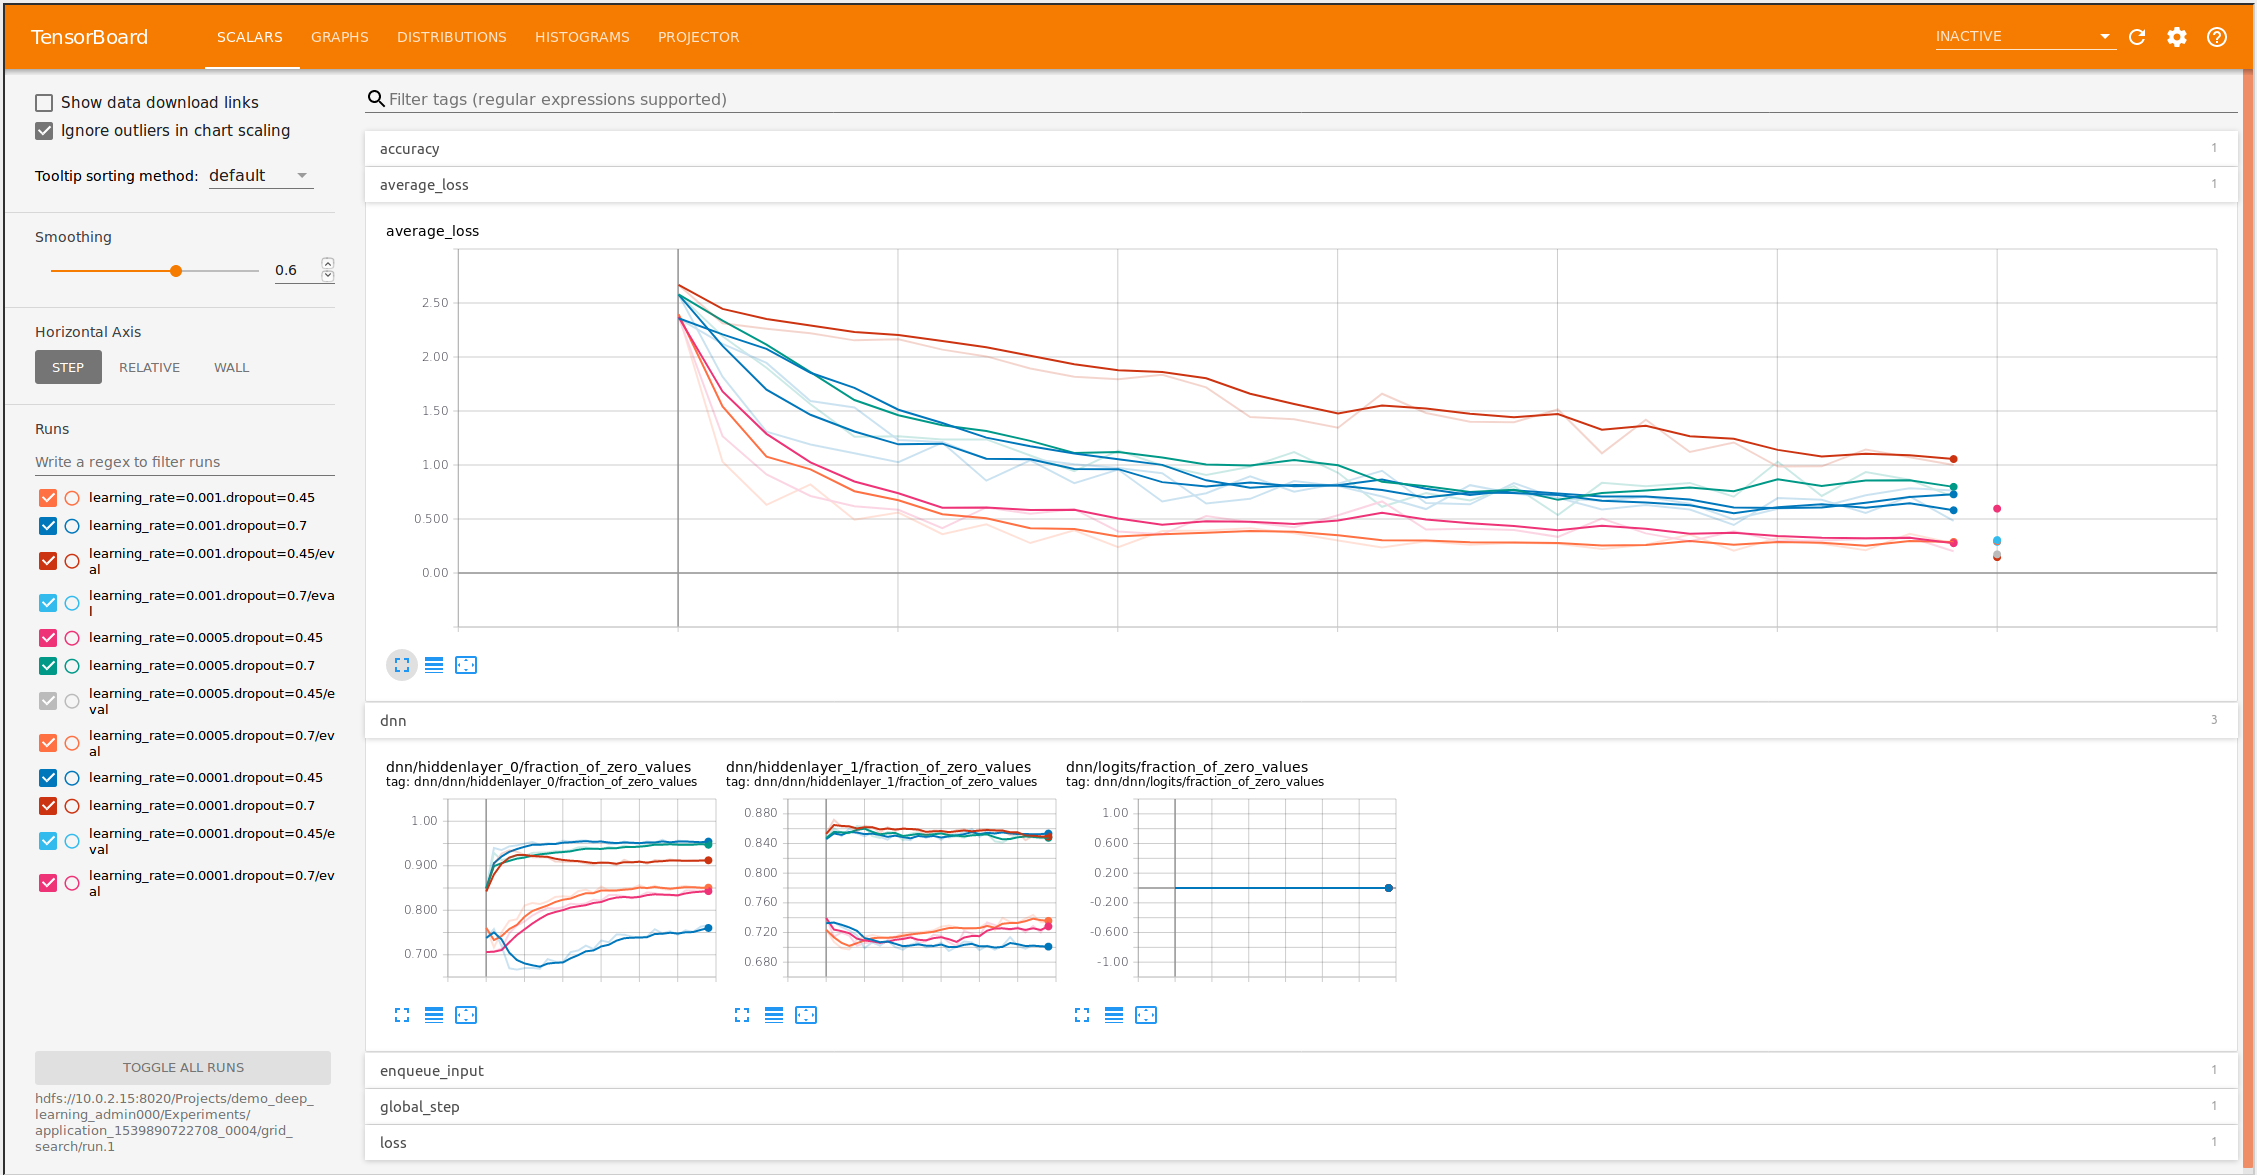 TensorBoard
SCALARS GRAPHS DISTRIBUTIONS HISTOGRAMS PROJECTOR
INACTIVE
Show data download links
Ignore outliers in chart scaling
Tooltip sorting method: default
Smoothing
0.6
Horizontal Axis
STEP RELATIVE WALL
Runs
Write a regex to filter runs
learning_rate=0.001.dropout=0.45
learning_rate=0.001.dropout=0.7
learning_rate=0.001.dropout=0.45/ev
al
learning_rate=0.001.dropout=0.7/eva
l
learning_rate=0.0005.dropout=0.45
learning_rate=0.0005.dropout=0.7
learning_rate=0.0005.dropout=0.45/e
val
learning_rate=0.0005.dropout=0.7/ev
al
learning_rate=0.0001.dropout=0.45
learning_rate=0.0001.dropout=0.7
learning_rate=0.0001.dropout=0.45/e
val
learning_rate=0.0001.dropout=0.7/ev
al
TOGGLE ALL RUNS
hdfs://10.0.2.15:8020/Projects/demo_deep_
learning_admin000/Experiments/
application_1539890722708_0004/grid_
search/run.1
Filter tags (regular expressions supported)
accuracy 1
average_loss 1
average_loss
2.50
2.00
1.50
1.00
0.500
0.00
dnn 3
dnn/hiddenlayer_0/fraction_of_zero_values
tag: dnn/dnn/hiddenlayer_0/fraction_of_zero_values
1.00
0.900
0.800
0.700
dnn/hiddenlayer_1/fraction_of_zero_values
tag: dnn/dnn/hiddenlayer_1/fraction_of_zero_values
0.880
0.840
0.800
0.760
0.720
0.680
dnn/logits/fraction_of_zero_values
tag: dnn/dnn/logits/fraction_of_zero_values
1.00
0.600
0.200
-0.200
-0.600
-1.00
enqueue_input 1
global_step 1
loss 1